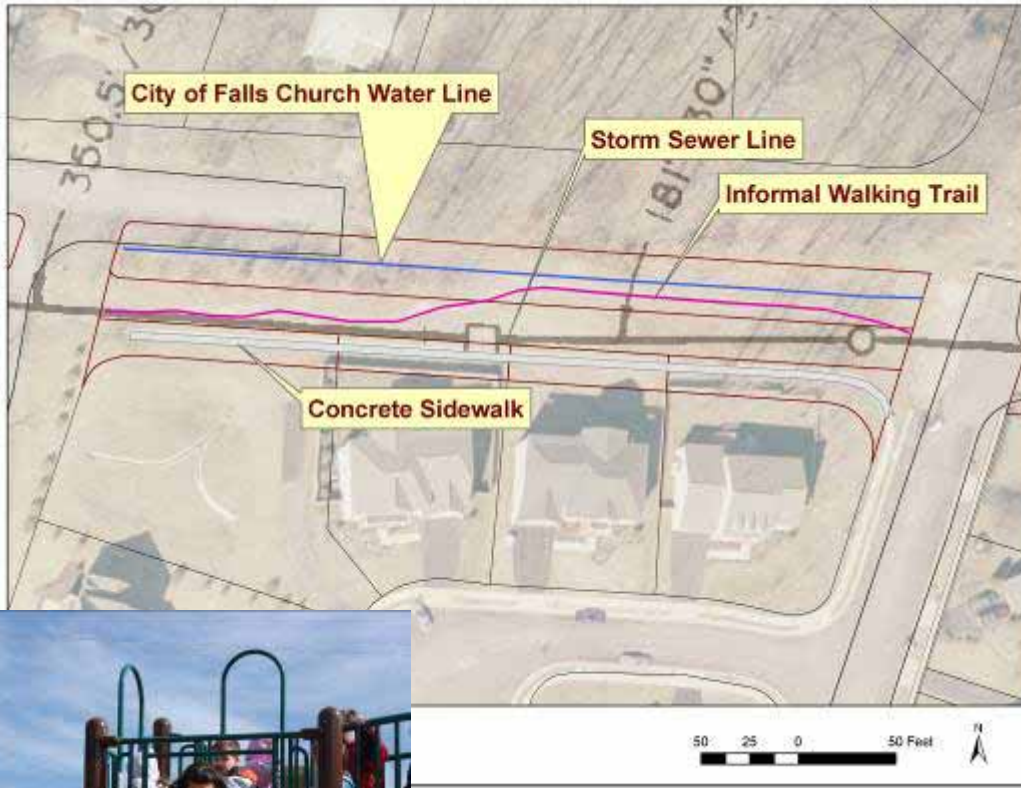 City of Falls Church Water Line
Storm Sewer Line
Informal Walking Trail
Concrete Sidewalk
50 25 0 50 Feet
N